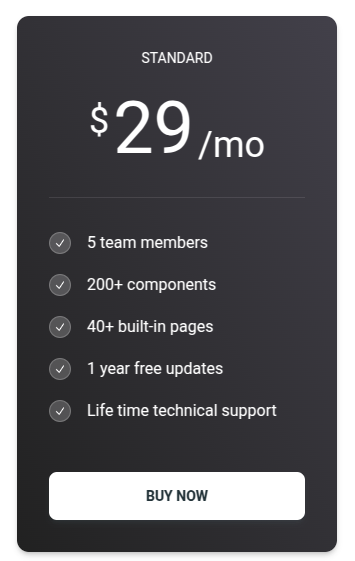 STANDARD
$29/mo
5 team members
200+ components
40+ built-in pages
1 year free updates
Life time technical support
BUY NOW